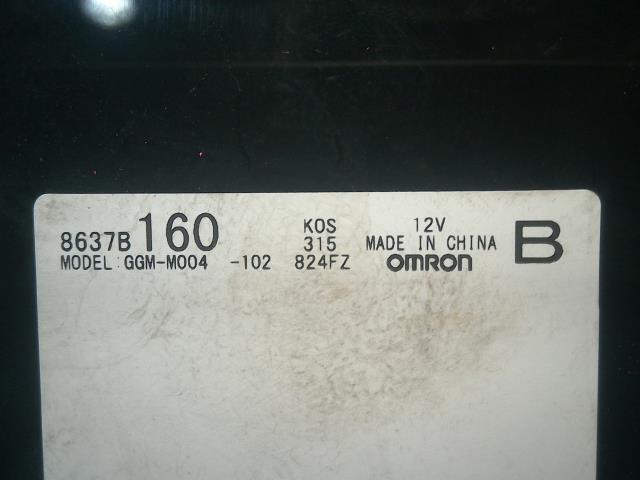 8637B 160 KOS 12V B
315 MADE IN CHINA
MODEL:GGM-M004 -102 824FZ OMRON